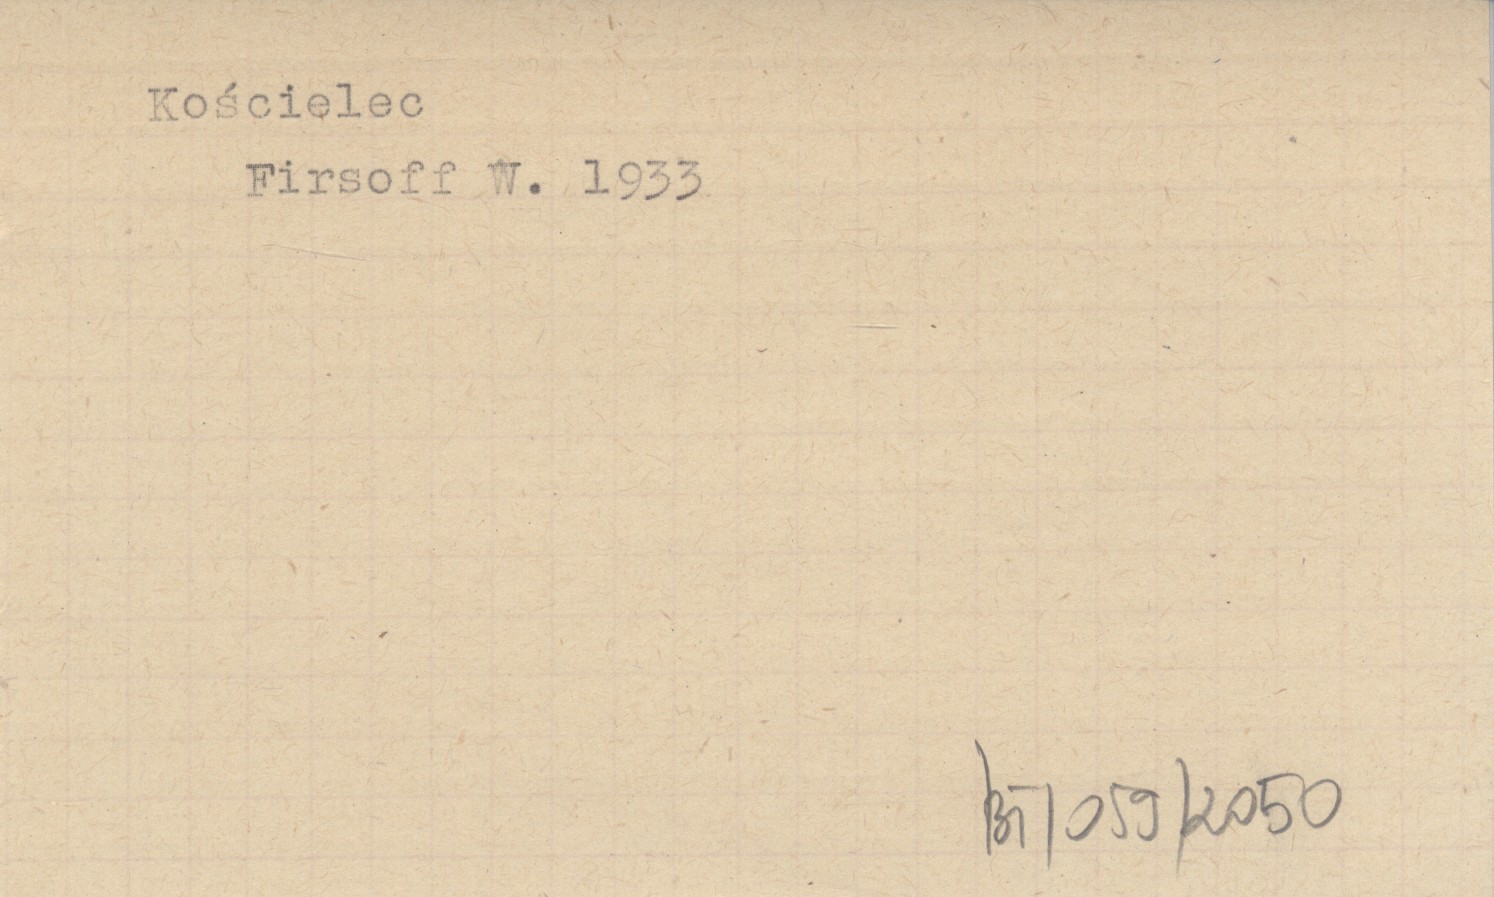 Kościelec
Firsoff W. 1933
|BT|059|2050